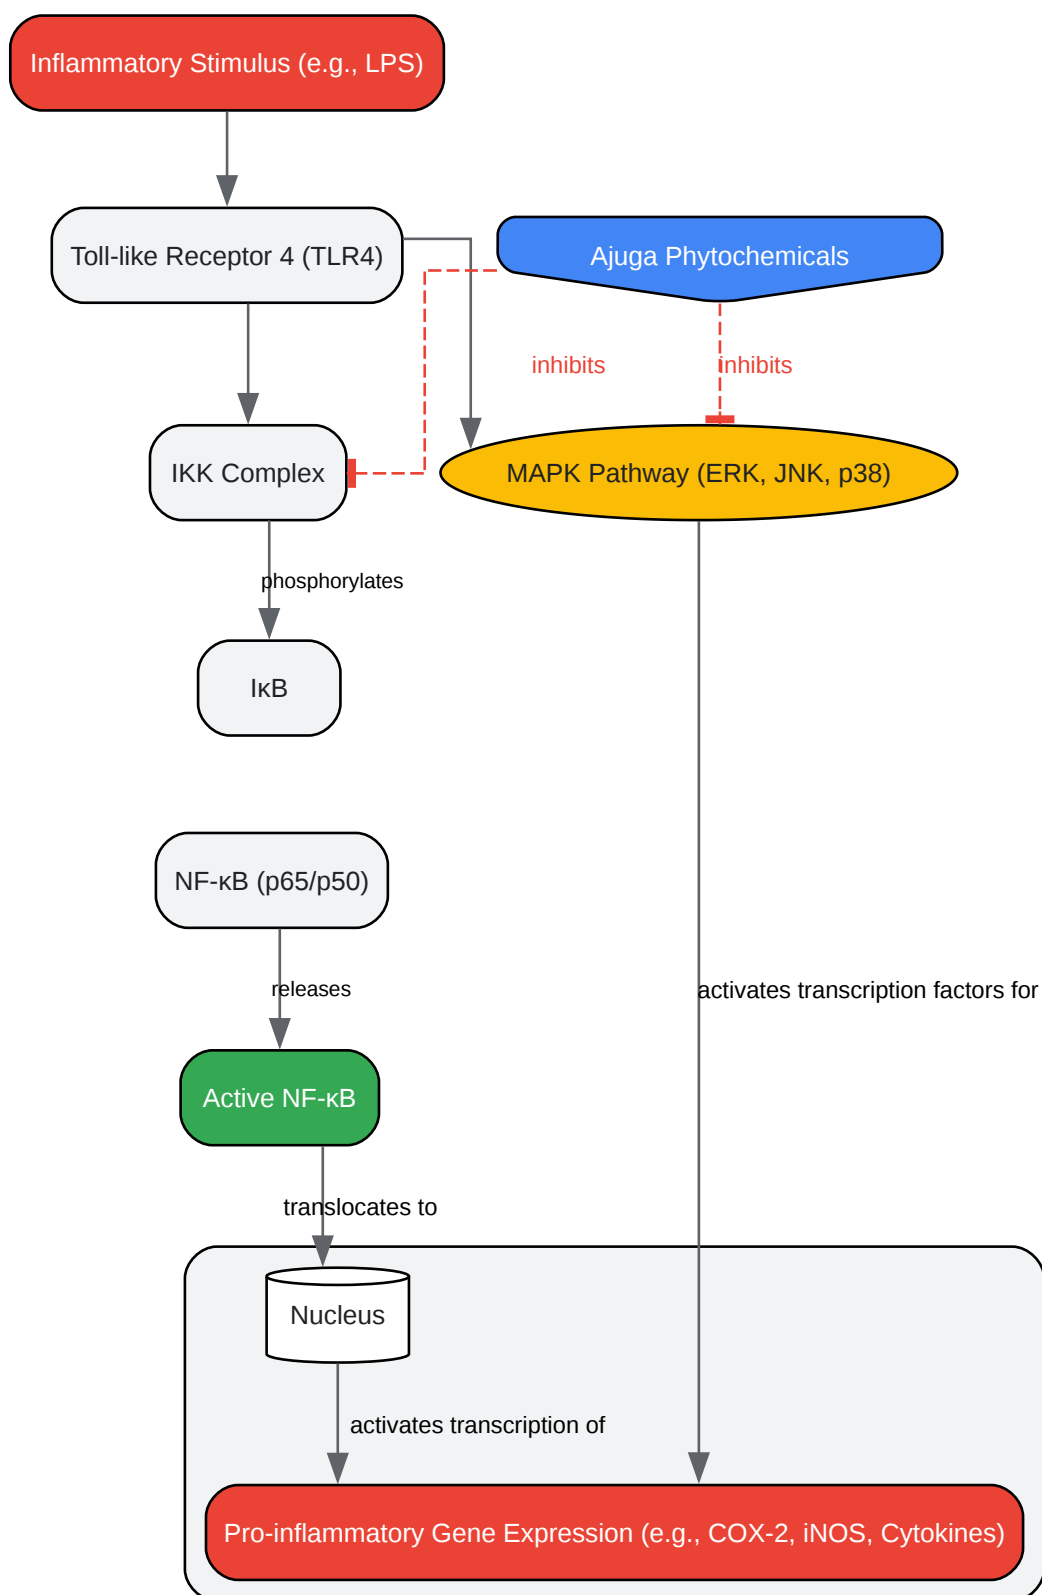 Inflammatory Stimulus (e.g., LPS)
Toll-like Receptor 4 (TLR4)
Ajuga Phytochemicals
inhibits
inhibits
IKK Complex
MAPK Pathway (ERK, JNK, p38)
phosphorylates
IκB
NF-κB (p65/p50)
releases
activates transcription factors for
Active NF-κB
translocates to
Nucleus
activates transcription of
Pro-inflammatory Gene Expression (e.g., COX-2, iNOS, Cytokines)